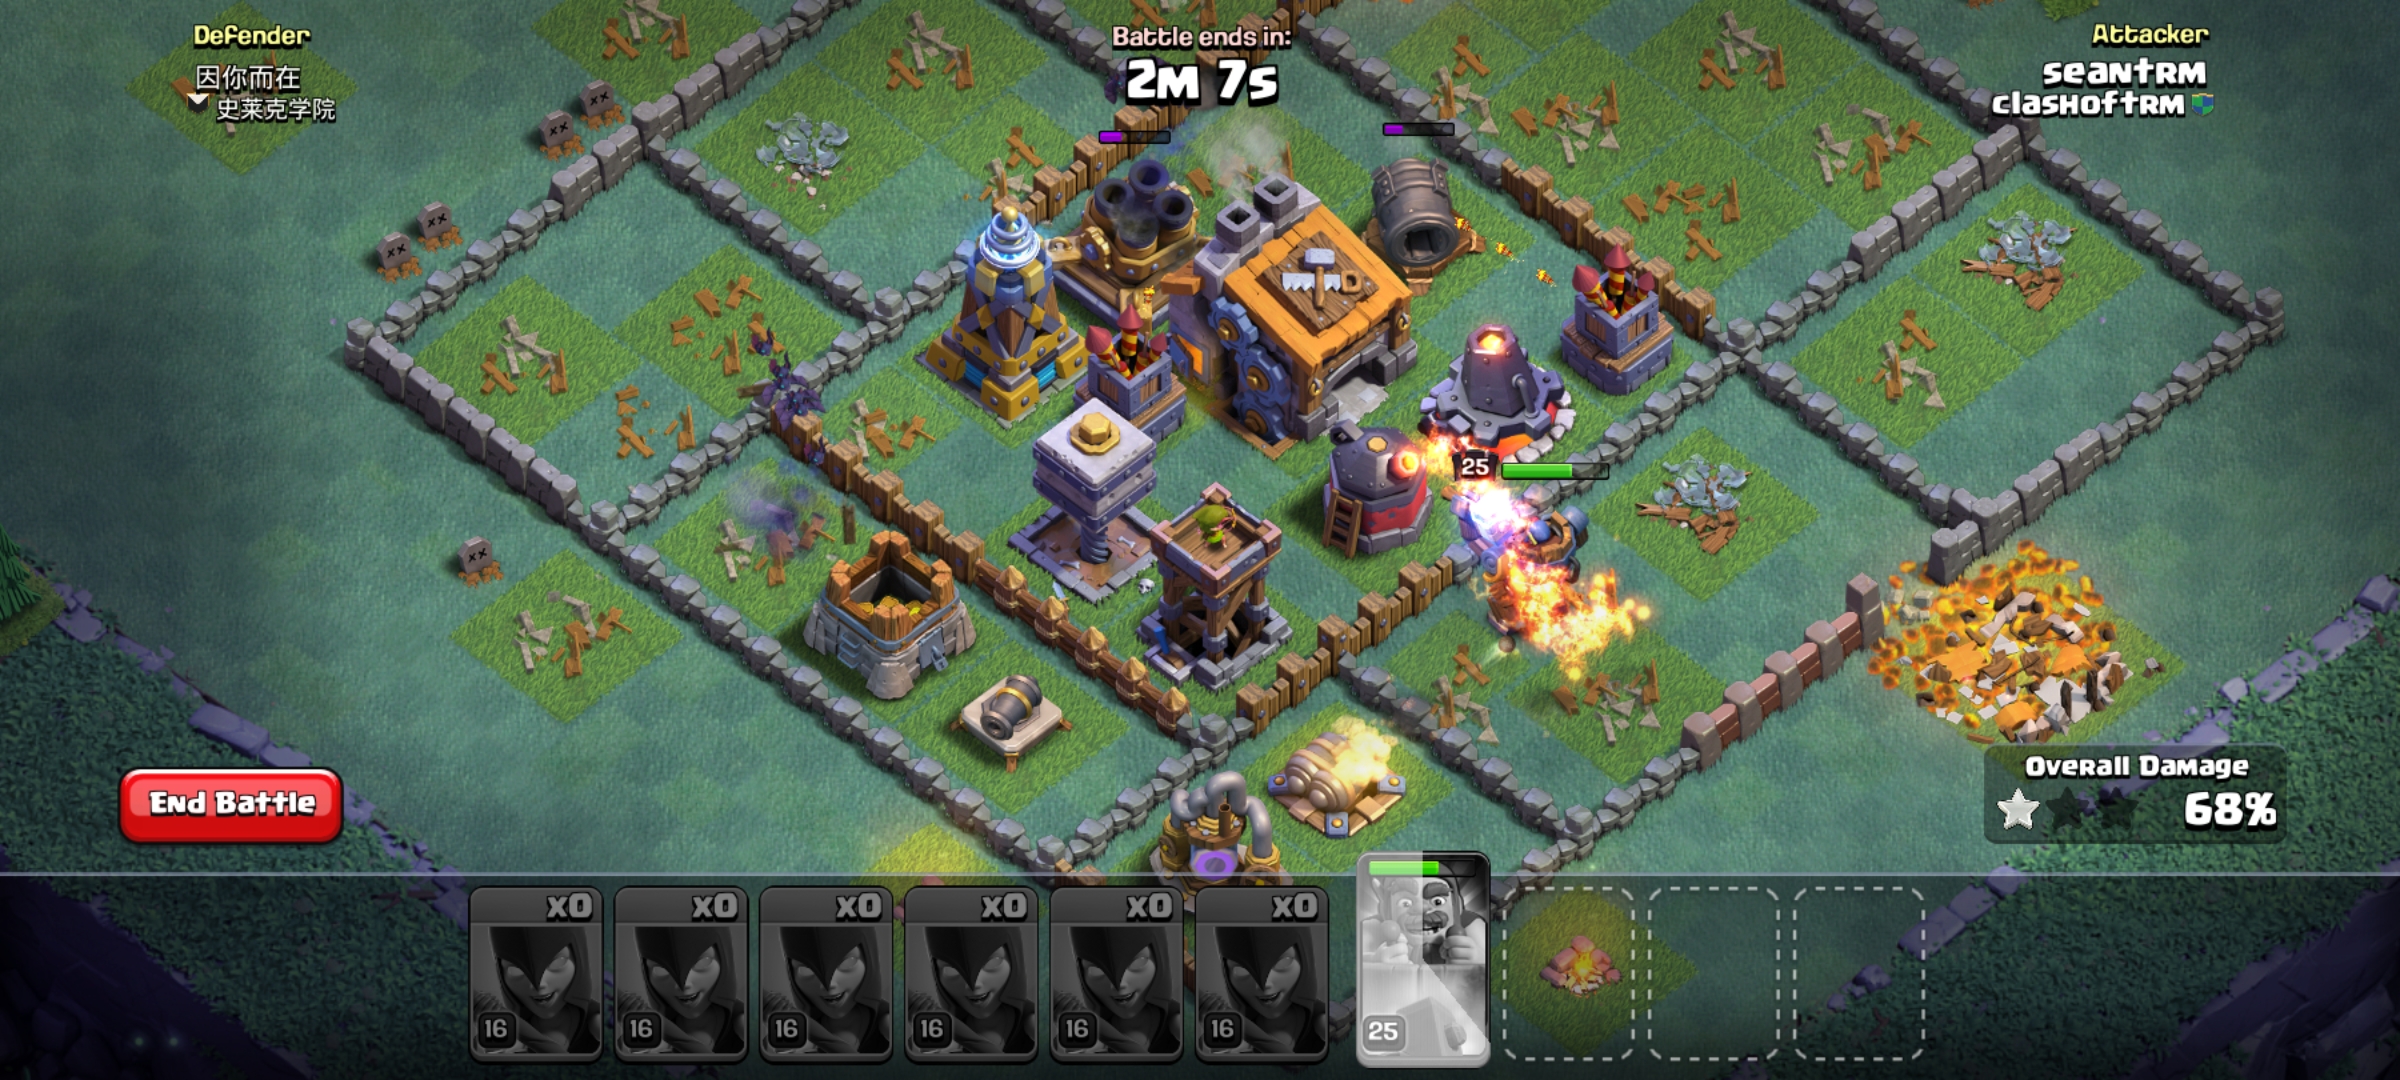 Defender
因你而在
史莱克学院
Battle ends in:
2M 7S
Attacker
seantRM
clashoftRM
25
End Battle
Overall Damage
68%
x0
x0
x0
x0
x0
x0
16
16
16
16
16
16
25